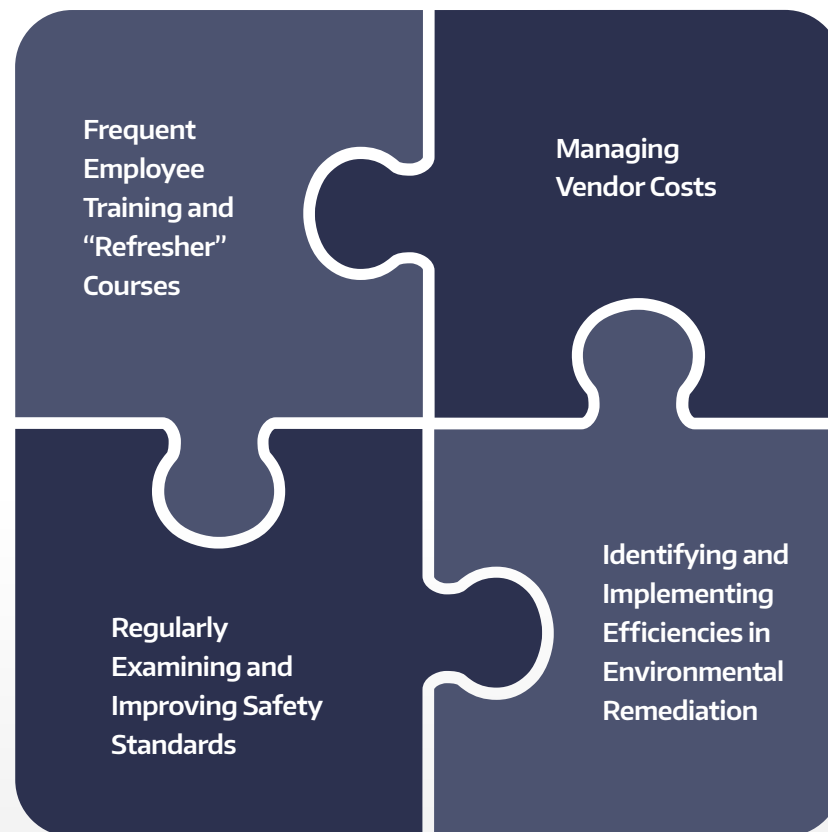 Frequent
Employee
Training and
“Refresher”
Courses
Managing
Vendor Costs
Regularly
Examining and
Improving Safety
Standards
Identifying and
Implementing
Efficiencies in
Environmental
Remediation